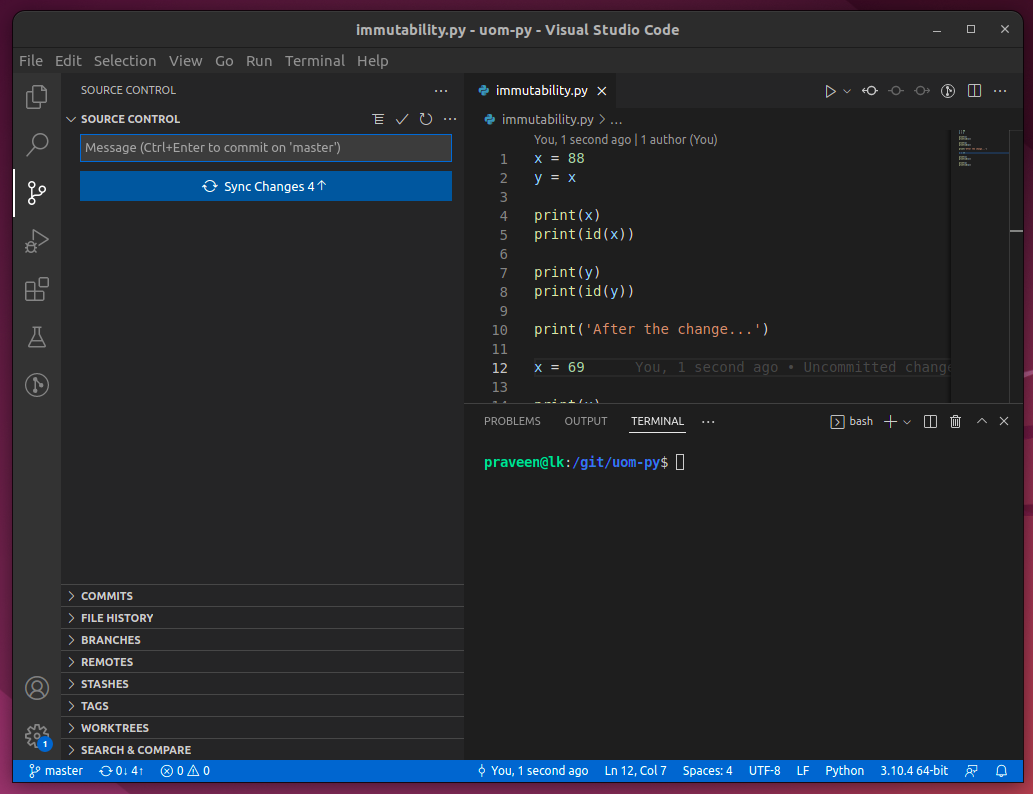 immutability.py - uom-py - Visual Studio Code
File Edit Selection View Go Run Terminal Help
SOURCE CONTROL
SOURCE CONTROL
Message (Ctrl+Enter to commit on 'master')
Sync Changes 4↑
COMMITS
FILE HISTORY
BRANCHES
REMOTES
STASHES
TAGS
WORKTREES
SEARCH & COMPARE
1
immutability.py
immutability.py > ...
You, 1 second ago | 1 author (You)
1 x = 88
2 y = x
3
4 print(x)
5 print(id(x))
6
7 print(y)
8 print(id(y))
9
10 print('After the change...')
11
12 x = 69 You, 1 second ago • Uncommitted change
13
14 print(x)
PROBLEMS OUTPUT TERMINAL ... bash
praveen@lk:/git/uom-py$
master 0↓ 4↑ 0 0 You, 1 second ago Ln 12, Col 7 Spaces: 4 UTF-8 LF Python 3.10.4 64-bit